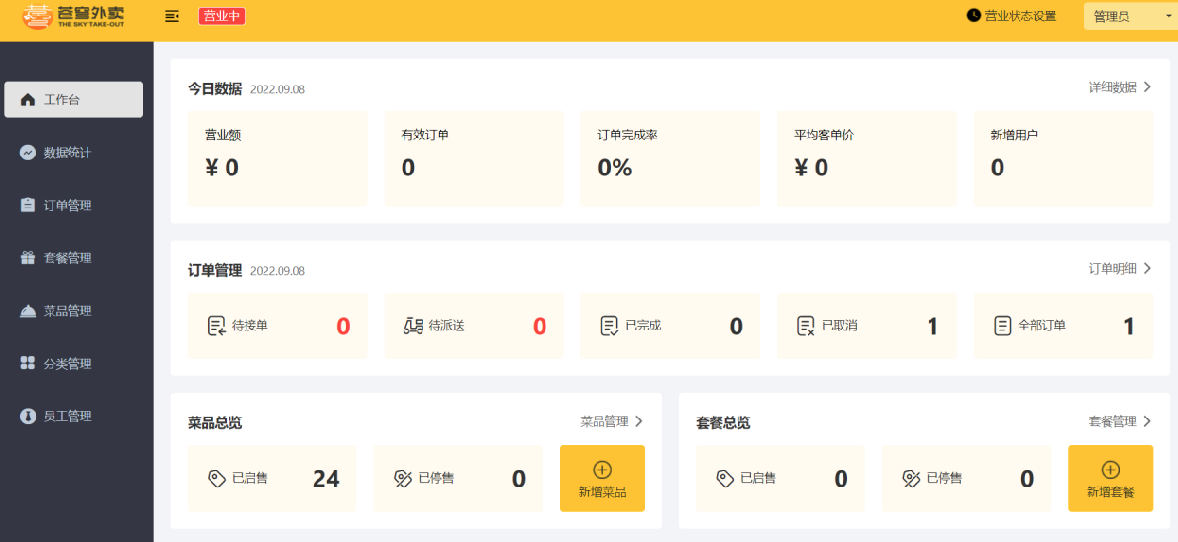 苍穹外卖
THE SKY TAKE-OUT
营业中
营业状态设置
管理员
工作台
数据统计
订单管理
套餐管理
菜品管理
分类管理
员工管理
今日数据 2022.09.08
详细数据
营业额 有效订单 订单完成率 平均客单价 新增用户
¥ 0 0 0% ¥ 0 0
订单管理 2022.09.08
订单明细
待接单 0 待派送 0 已完成 0 已取消 1 全部订单 1
菜品总览 菜品管理
已启售 24 已停售 0 新增菜品
套餐总览 套餐管理
已启售 0 已停售 0 新增套餐